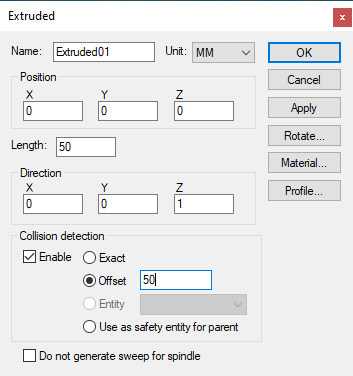 Extruded
Name: Extruded01 Unit: MM OK
Position Cancel
X Y Z
0 0 0 Apply
Length: 50 Rotate...
Direction Material...
X Y Z Profile...
0 0 1
Collision detection
Enable Exact
Offset 50
Entity
Use as safety entity for parent
Do not generate sweep for spindle